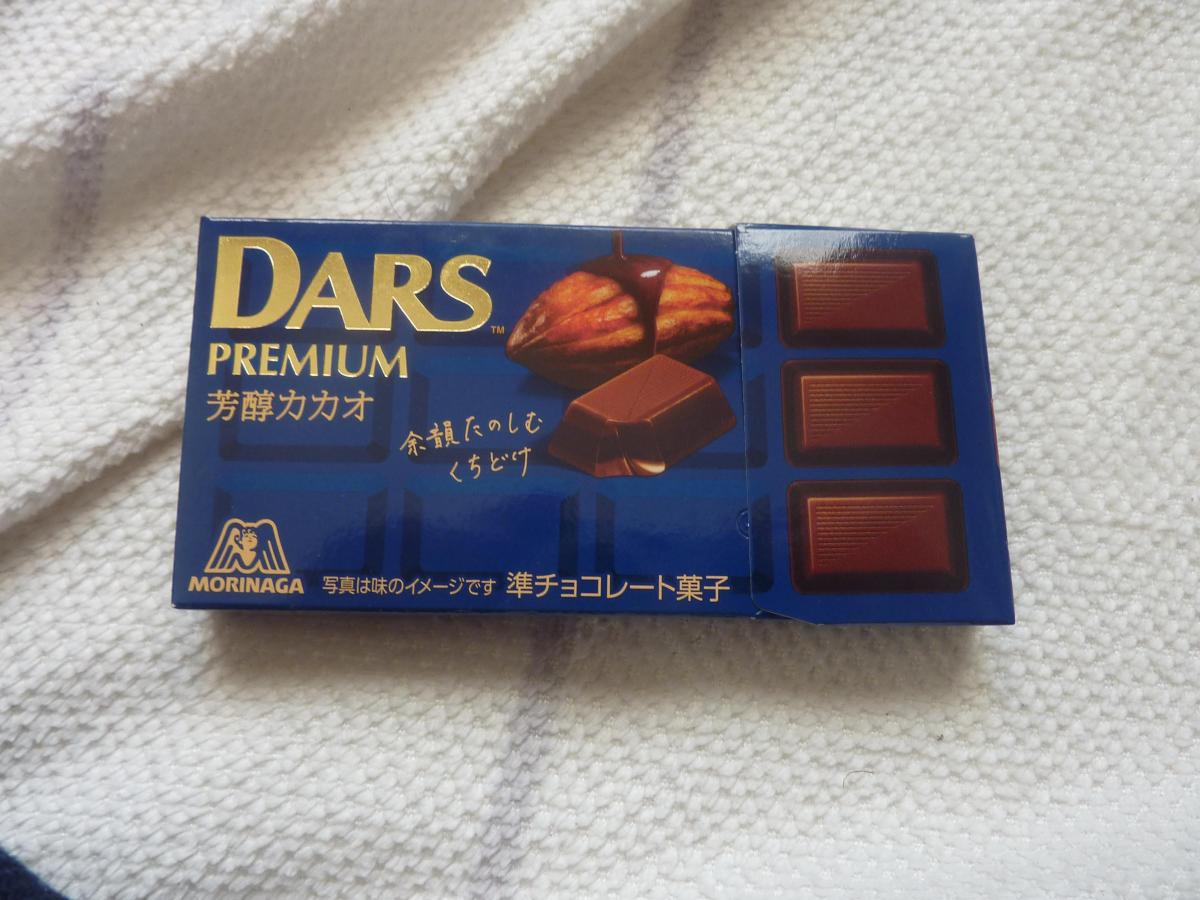 DARS™
PREMIUM
芳醇カカオ
余韻たのしむ
くちどけ
MORINAGA
写真は味のイメージです
準チョコレート菓子